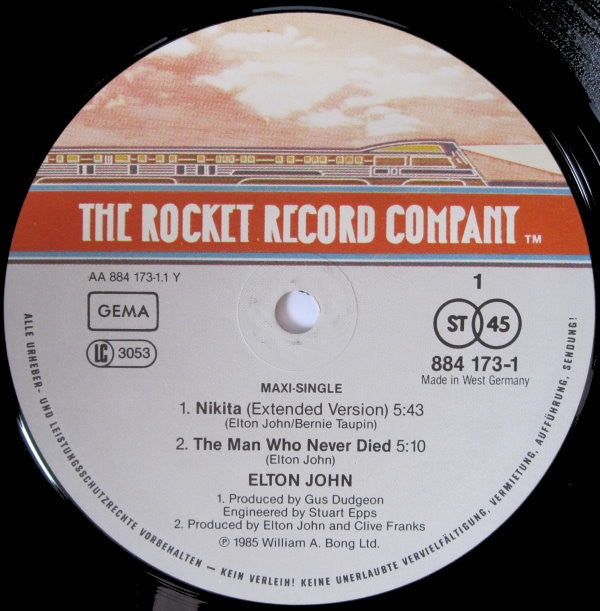 THE ROCKET RECORD COMPANY TM
AA 884 173-1.1 Y
GEMA
LC 3053
1
ST 45
884 173-1
Made in West Germany
MAXI-SINGLE
1. Nikita (Extended Version) 5:43
(Elton John/Bernie Taupin)
2. The Man Who Never Died 5:10
(Elton John)
ELTON JOHN
1. Produced by Gus Dudgeon
Engineered by Stuart Epps
2. Produced by Elton John and Clive Franks
℗ 1985 William A. Bong Ltd.
ALLE URHEBER- UND LEISTUNGSSCHUTZRECHTE VORBEHALTEN – KEIN VERLEIH! KEINE UNERLAUBTE VERVIELFÄLTIGUNG, VERMIETUNG, AUFFÜHRUNG, SENDUNG!